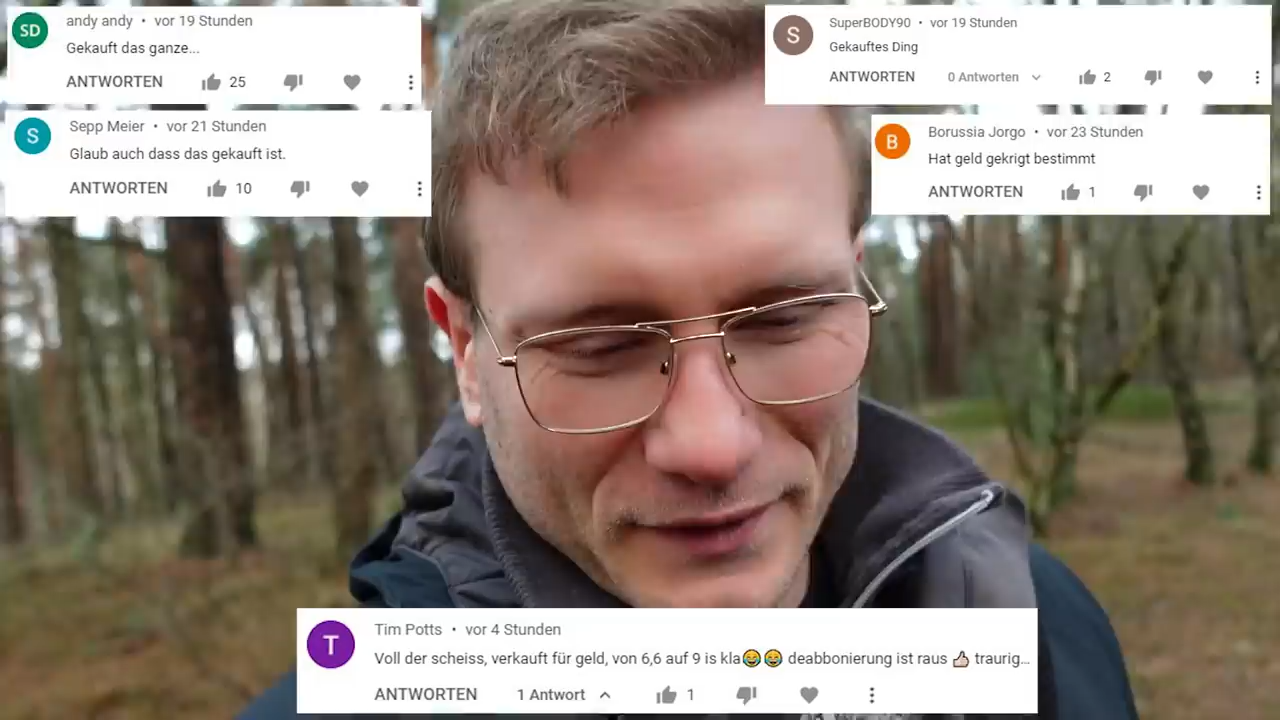 SD
andy andy • vor 19 Stunden
Gekauft das ganze...
ANTWORTEN 25
S
Sepp Meier • vor 21 Stunden
Glaub auch dass das gekauft ist.
ANTWORTEN 10
S
SuperBODY90 • vor 19 Stunden
Gekauftes Ding
ANTWORTEN 0 Antworten 2
B
Borussia Jorgo • vor 23 Stunden
Hat geld gekrigt bestimmt
ANTWORTEN 1
T
Tim Potts • vor 4 Stunden
Voll der scheiss, verkauft für geld, von 6,6 auf 9 is kla😂😂 deabbonierung ist raus 👍🏻 traurig...
ANTWORTEN 1 Antwort 1